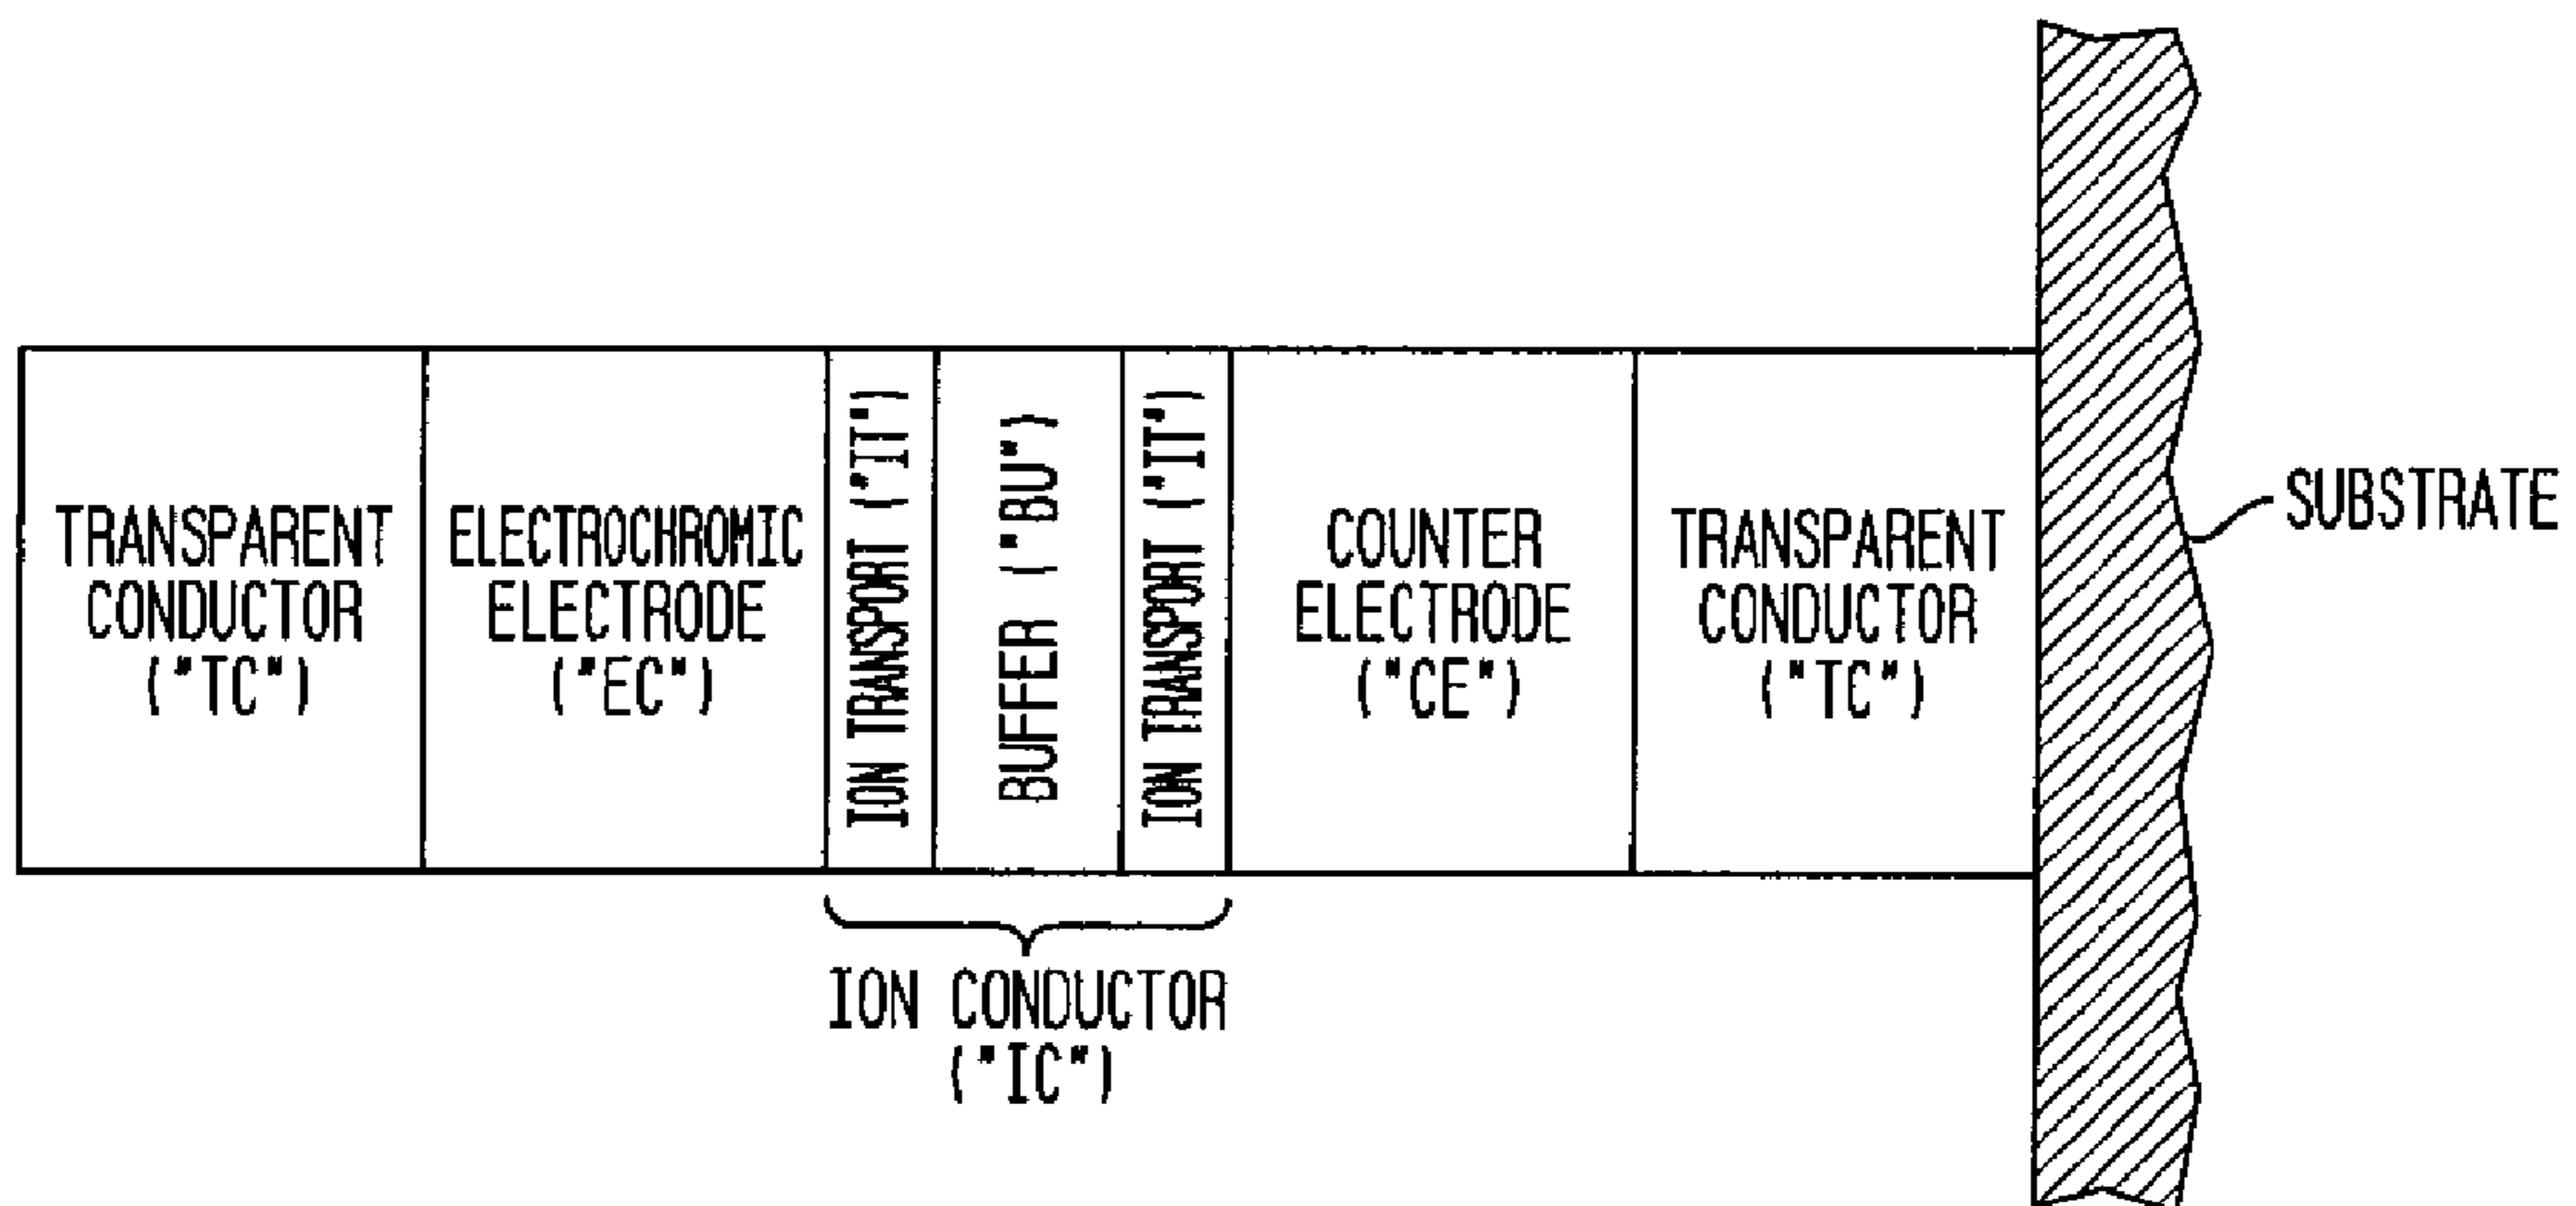 TRANSPARENT
CONDUCTOR
("TC")
ELECTROCHROMIC
ELECTRODE
("EC")
ION TRANSPORT ("IT")
BUFFER ("BU")
ION TRANSPORT ("IT")
COUNTER
ELECTRODE
("CE")
TRANSPARENT
CONDUCTOR
("TC")
SUBSTRATE
ION CONDUCTOR
("IC")